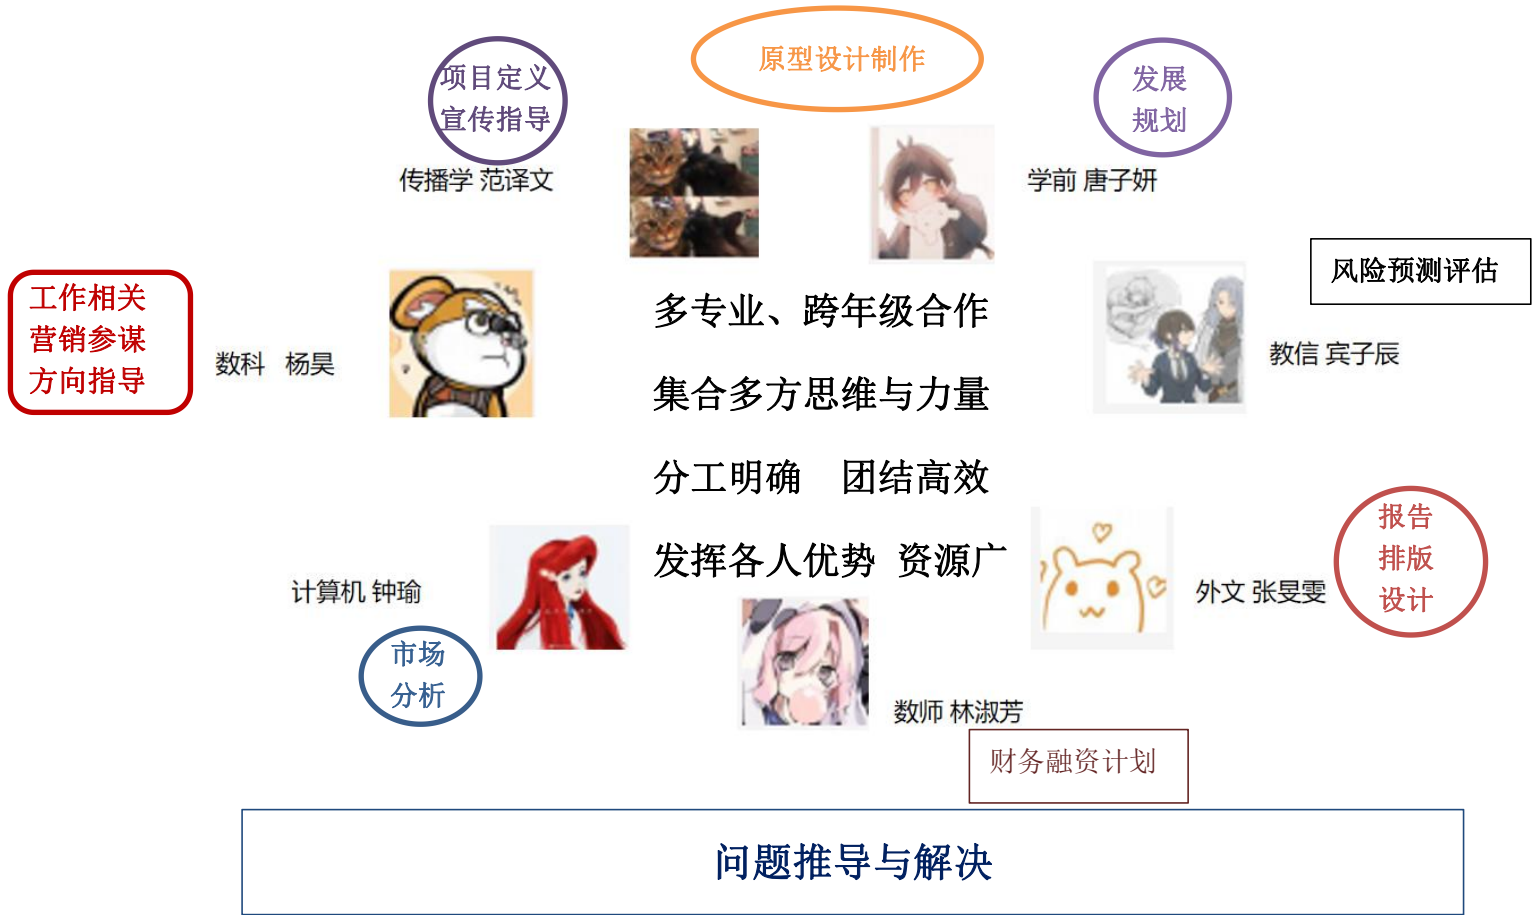 原型设计制作
项目定义
宣传指导
发展
规划
传播学 范译文
学前 唐子妍
风险预测评估
工作相关
营销参谋
方向指导
数科 杨昊
教信 宾子辰
多专业、跨年级合作
集合多方思维与力量
分工明确 团结高效
发挥各人优势 资源广
报告
排版
设计
计算机 钟瑜
外文 张旻雯
市场
分析
数师 林淑芳
财务融资计划
问题推导与解决